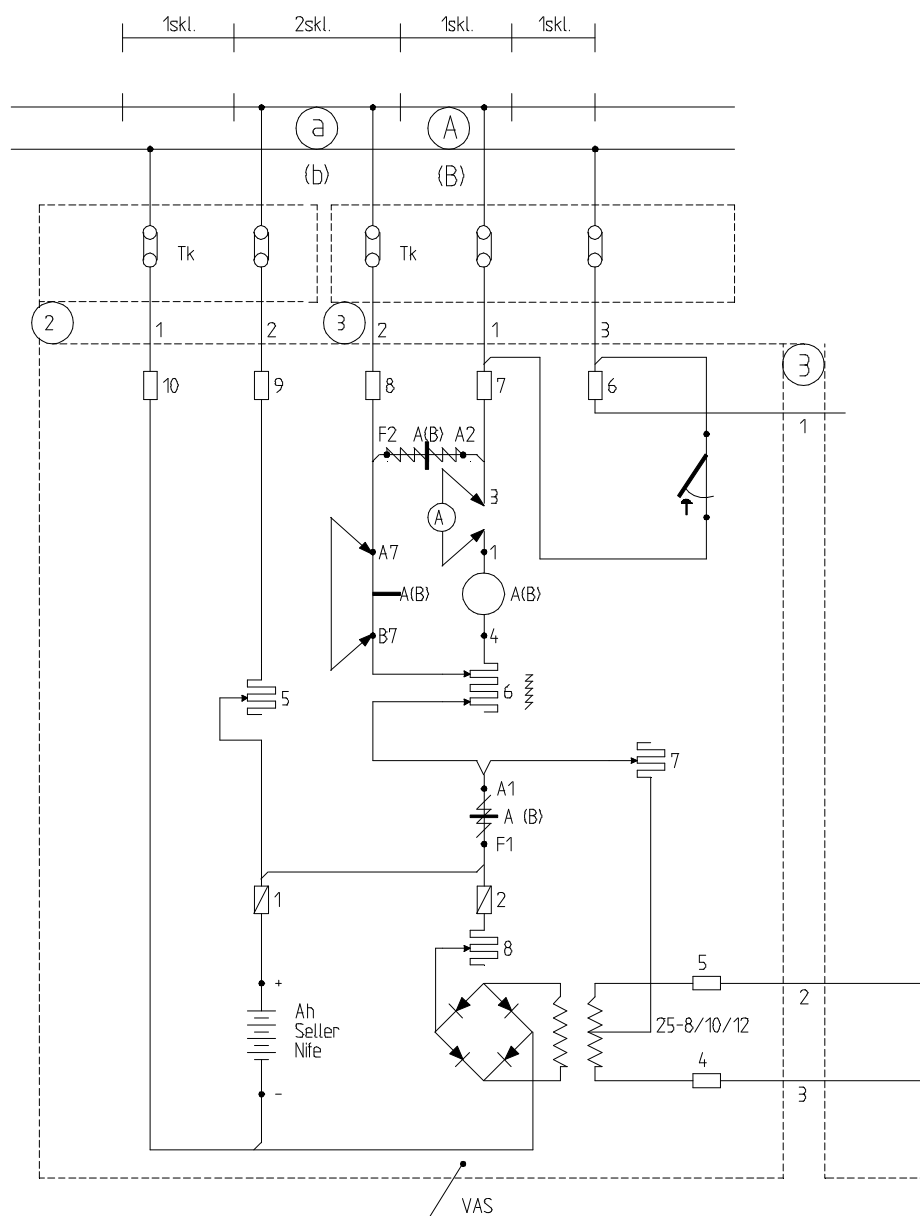 1skl. 2skl. 1skl. 1skl.
a A
(b) (B)
Tk Tk
2 3
1 2 2 1 3
3
10 9 8 7 6
1
F2 A(B) A2
3
A
A7 1
A(B) A(B)
B7 4
5 6
7
A1
A (B)
F1
1 2
8
5
+
2
Ah
Seller
Nife
25-8/10/12
4
-
3
VAS